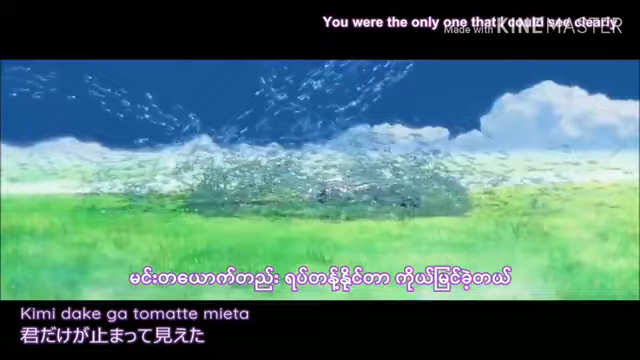 You were the only one that I could see clearly
Made with KINEMASTER
မင်းတယောက်တည်း ရပ်တန့်နိုင်တာ ကိုယ်မြင်ခဲ့တယ်
Kimi dake ga tomatte mieta
君だけが止まって見えた